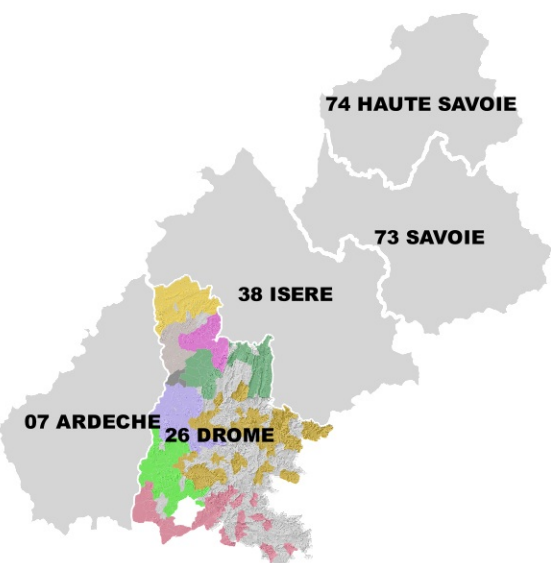 74 HAUTE SAVOIE
73 SAVOIE
38 ISERE
07 ARDECHE
26 DROME